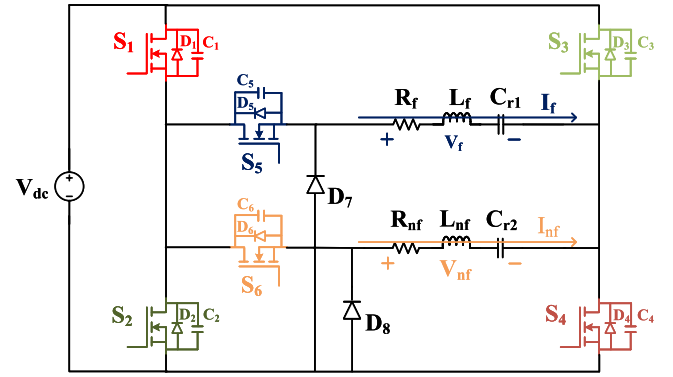 S1 D1 C1
S3 D3 C3
C5
D5
S5
Rf Lf Cr1 If
+ Vf −
Vdc
+
−
D7
C6
D6
S6
Rnf Lnf Cr2 Inf
+ Vnf −
S2 D2 C2
D8
S4 D4 C4